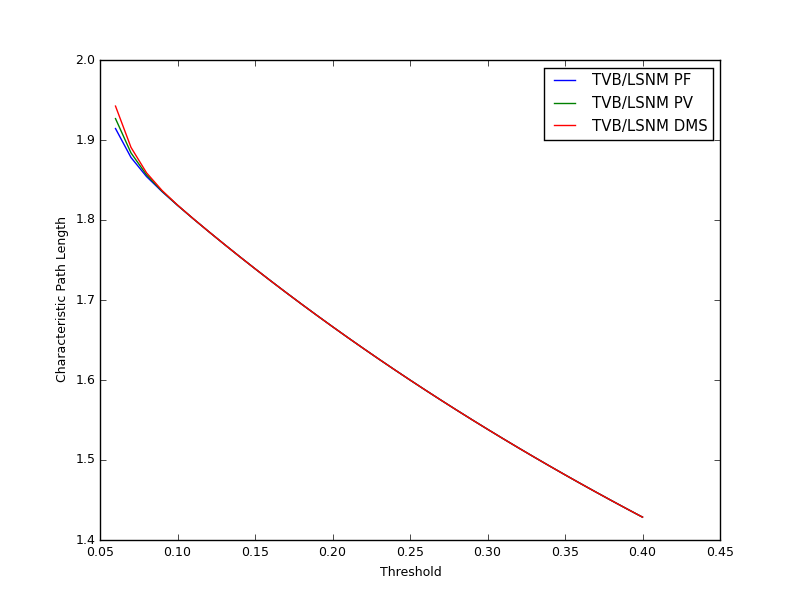 TVB/LSNM PF
TVB/LSNM PV
TVB/LSNM DMS
Characteristic Path Length
2.0
1.9
1.8
1.7
1.6
1.5
1.4
0.05 0.10 0.15 0.20 0.25 0.30 0.35 0.40 0.45
Threshold